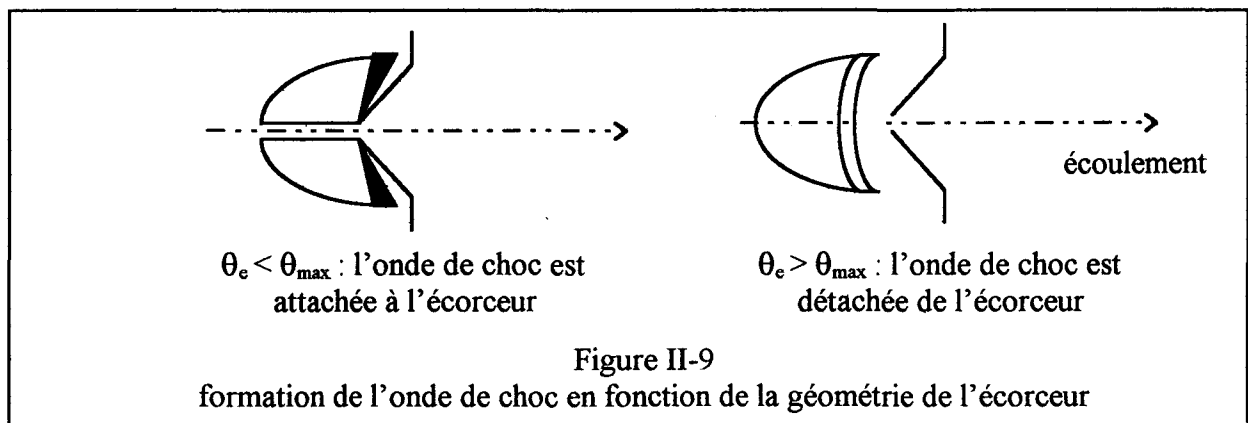 écoulement
θe < θmax : l'onde de choc est
attachée à l'écorceur
θe > θmax : l'onde de choc est
détachée de l'écorceur
Figure II-9
formation de l'onde de choc en fonction de la géométrie de l'écorceur